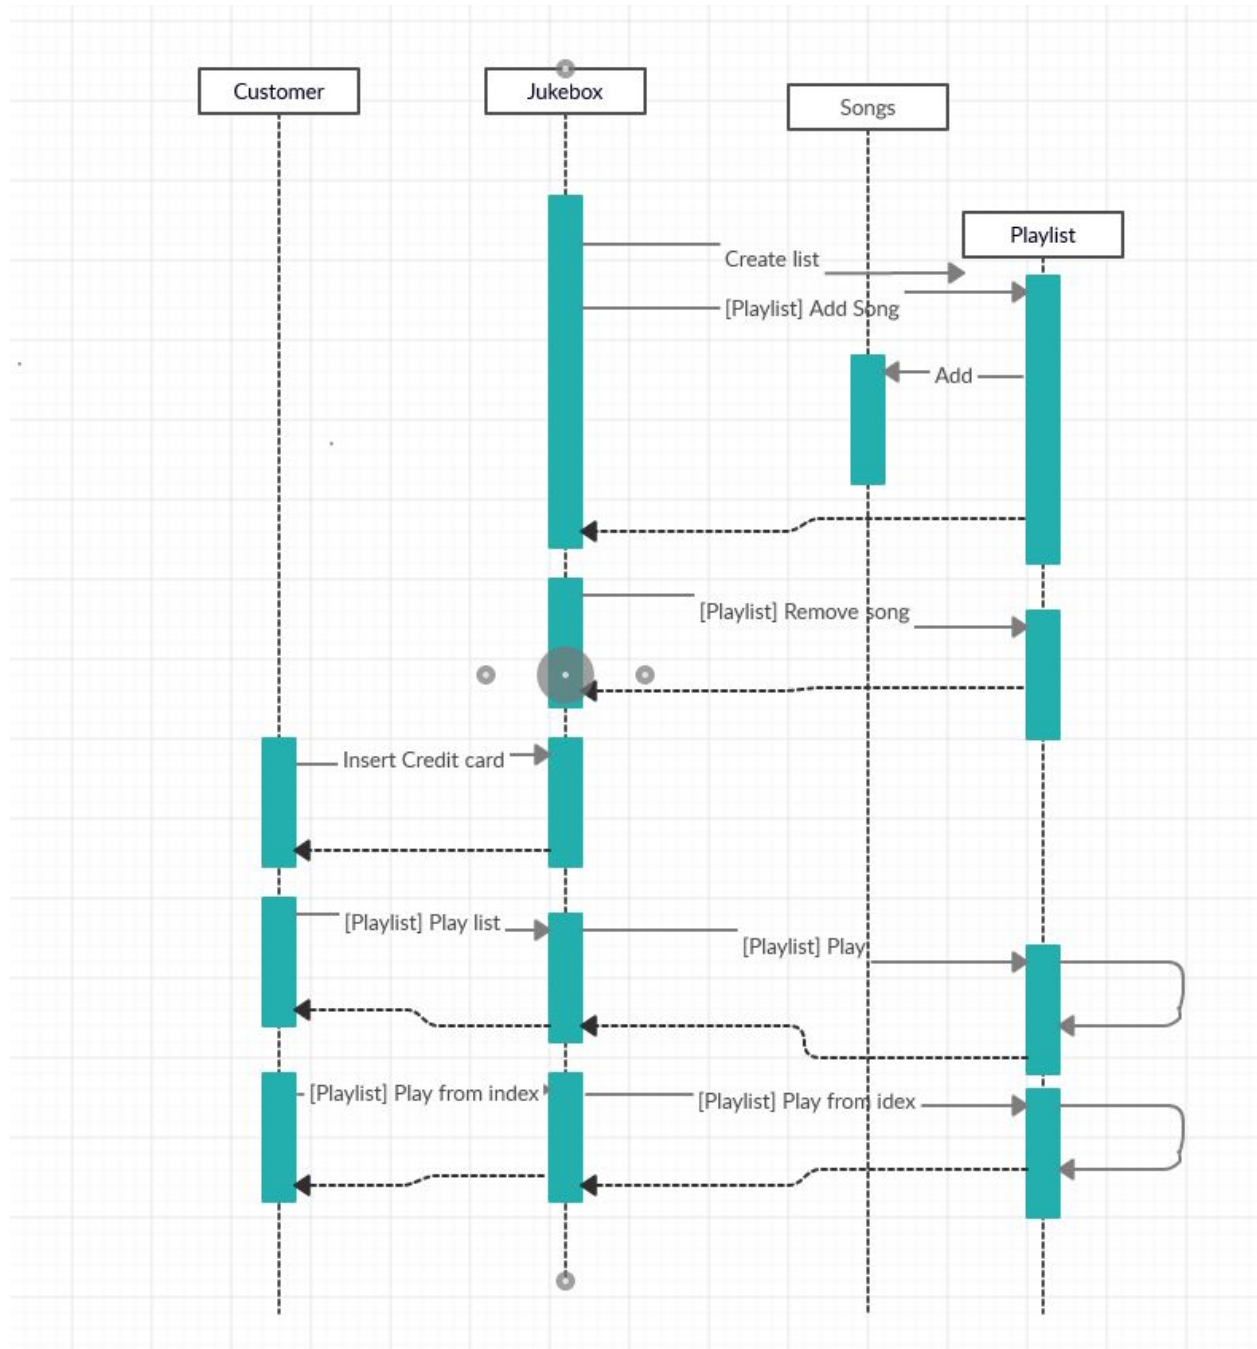 Customer
Jukebox
Songs
Playlist
Create list
[Playlist] Add Song
Add
[Playlist] Remove song
Insert Credit card
[Playlist] Play list
[Playlist] Play
[Playlist] Play from index
[Playlist] Play from idex